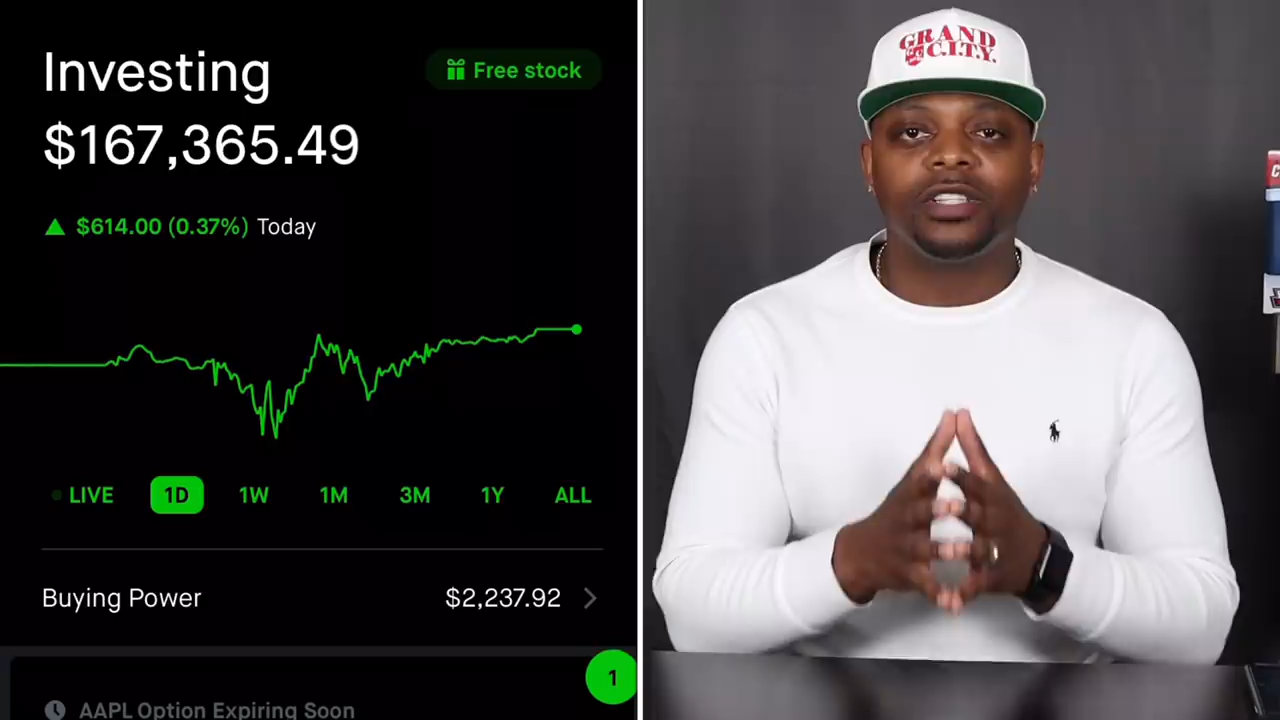 Investing
Free stock
$167,365.49
▲ $614.00 (0.37%) Today
LIVE 1D 1W 1M 3M 1Y ALL
Buying Power $2,237.92
1
AAPL Option Expiring Soon
GRAND
C.I.T.Y.